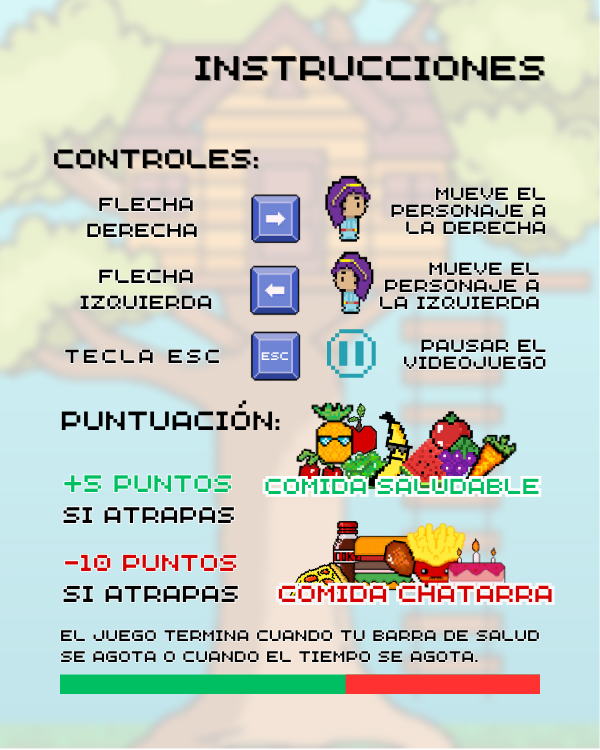 INSTRUCCIONES
CONTROLES:
FLECHA
DERECHA
MUEVE EL
PERSONAJE A
LA DERECHA
FLECHA
IZQUIERDA
MUEVE EL
PERSONAJE A
LA IZQUIERDA
TECLA ESC
ESC
PAUSAR EL
VIDEOJUEGO
PUNTUACIÓN:
+5 PUNTOS
SI ATRAPAS
COMIDA SALUDABLE
-10 PUNTOS
SI ATRAPAS
COMIDA CHATARRA
EL JUEGO TERMINA CUANDO TU BARRA DE SALUD
SE AGOTA O CUANDO EL TIEMPO SE AGOTA.